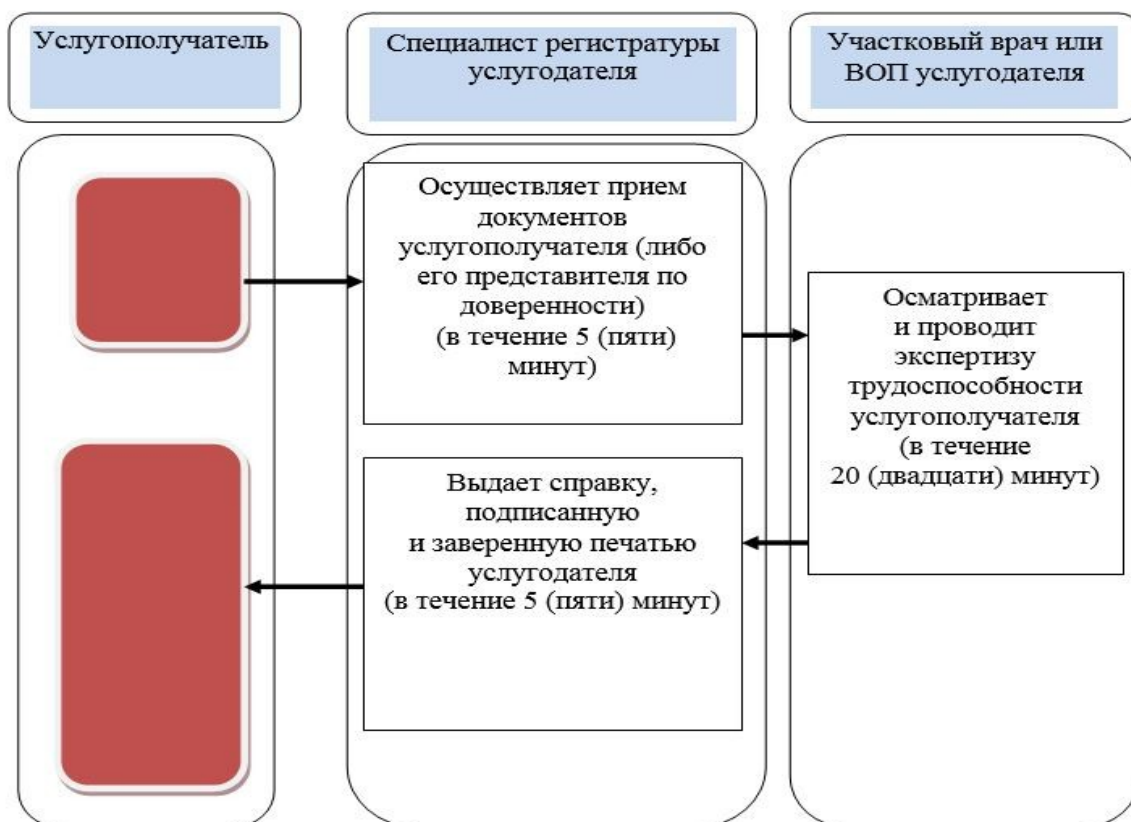 Услугополучатель
Специалист регистратуры
услугодателя
Участковый врач или
ВОП услугодателя
Осуществляет прием
документов
услугополучателя (либо
его представителя по
доверенности)
(в течение 5 (пяти)
минут)
Осматривает
и проводит
экспертизу
трудоспособности
услугополучателя
(в течение
20 (двадцати) минут)
Выдает справку,
подписанную
и заверенную печатью
услугодателя
(в течение 5 (пяти) минут)